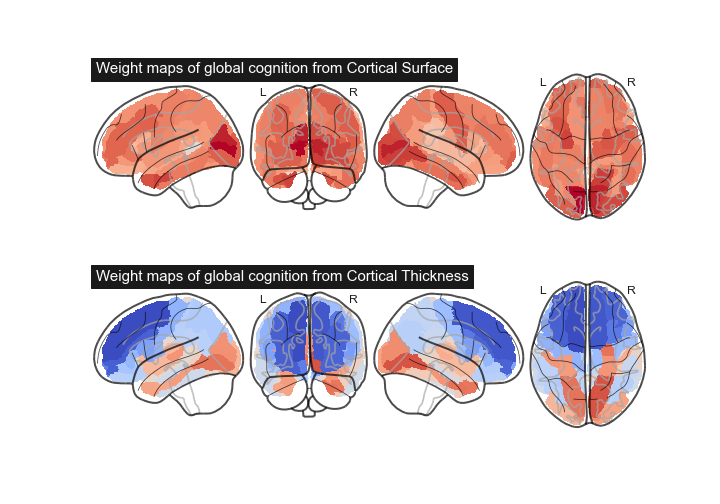 Weight maps of global cognition from Cortical Surface
L R L R
Weight maps of global cognition from Cortical Thickness
L R L R